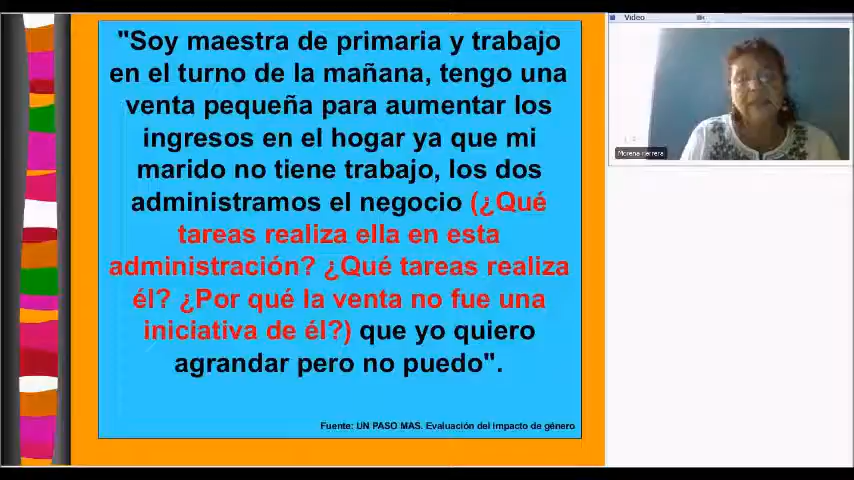 "Soy maestra de primaria y trabajo
en el turno de la mañana, tengo una
venta pequeña para aumentar los
ingresos en el hogar ya que mi
marido no tiene trabajo, los dos
administramos el negocio (¿Qué
tareas realiza ella en esta
administración? ¿Qué tareas realiza
él? ¿Por qué la venta no fue una
iniciativa de él?) que yo quiero
agrandar pero no puedo".
Fuente: UN PASO MAS. Evaluación del impacto de género
Video
Morena Herrera